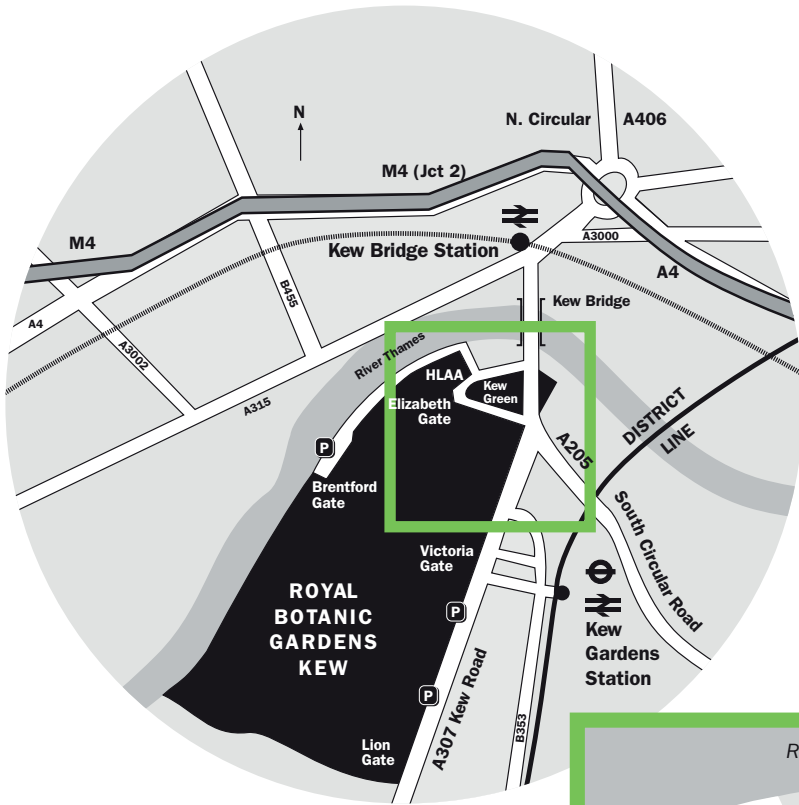 N
N. Circular A406
M4 (Jct 2)
M4
Kew Bridge Station
A3000
A4
B455
Kew Bridge
A4
A3002
River Thames
A315
HLAA
Kew
Green
Elizabeth
Gate
DISTRICT
LINE
A205
P
Brentford
Gate
South Circular Road
Victoria
Gate
ROYAL
BOTANIC
GARDENS
KEW
P
Kew
Gardens
Station
P
A307 Kew Road
B353
Lion
Gate
R